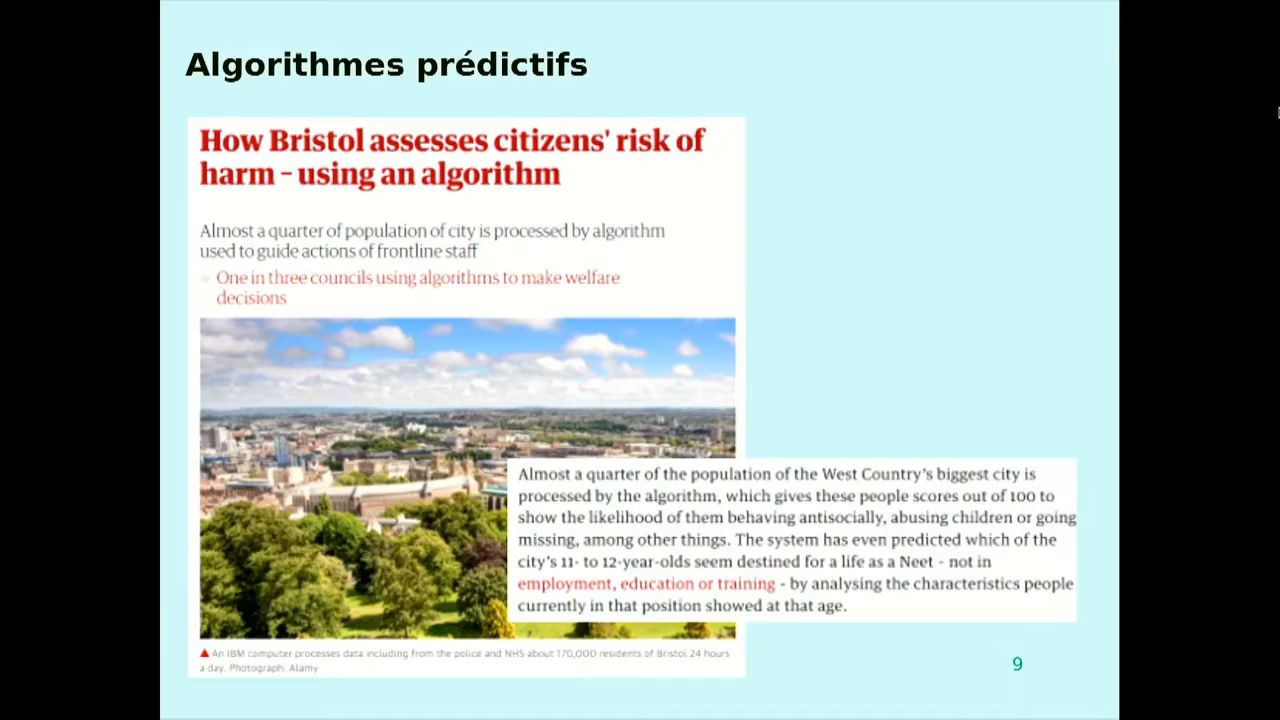 Algorithmes prédictifs
How Bristol assesses citizens' risk of
harm – using an algorithm
Almost a quarter of population of city is processed by algorithm
used to guide actions of frontline staff
One in three councils using algorithms to make welfare
decisions
Almost a quarter of the population of the West Country's biggest city is
processed by the algorithm, which gives these people scores out of 100 to
show the likelihood of them behaving antisocially, abusing children or going
missing, among other things. The system has even predicted which of the
city's 11- to 12-year-olds seem destined for a life as a Neet - not in
employment, education or training - by analysing the characteristics people
currently in that position showed at that age.
▲ An IBM computer processes data including from the police and NHS about 170,000 residents of Bristol 24 hours
a day. Photograph: Alamy
9